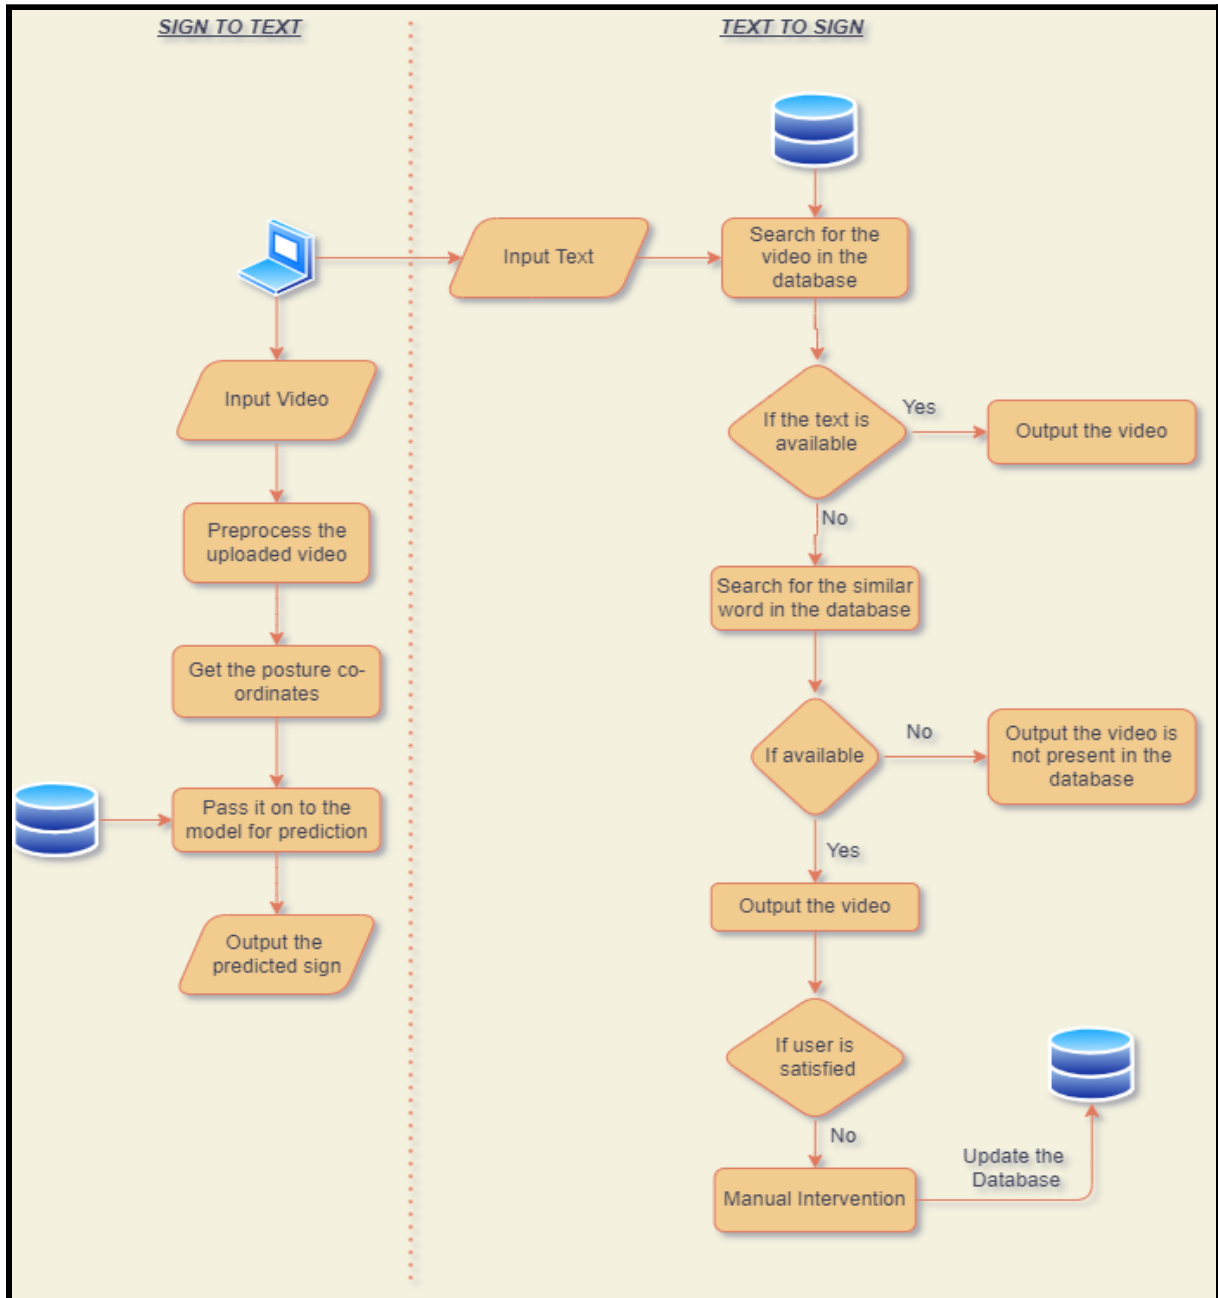 SIGN TO TEXT
TEXT TO SIGN
Input Text
Search for the
video in the
database
Input Video
If the text is
available
Yes
Output the video
No
Preprocess the
uploaded video
Search for the similar
word in the database
Get the posture co-
ordinates
If available
No
Output the video is
not present in the
database
Pass it on to the
model for prediction
Yes
Output the video
Output the
predicted sign
If user is
satisfied
No
Manual Intervention
Update the
Database